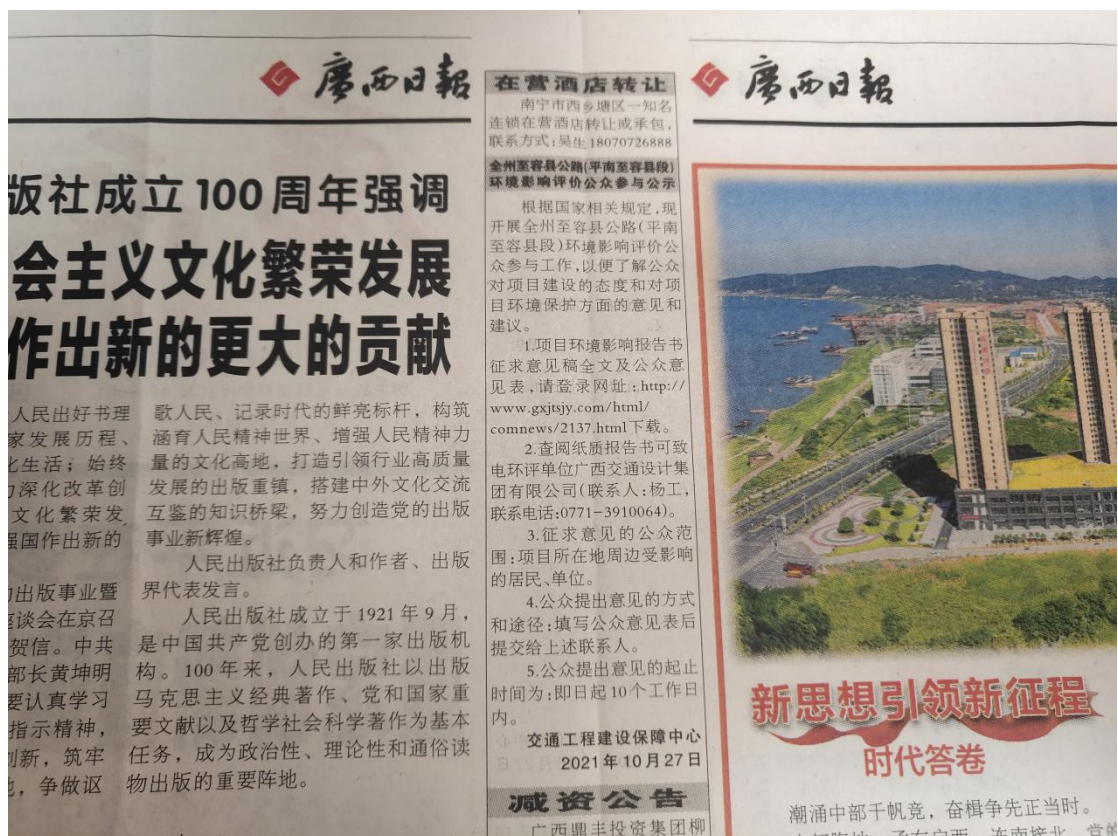 廣西日報
版社成立100周年强调
会主义文化繁荣发展
作出新的更大的贡献
人民出好书理
家发展历程、
化生活；始终
力深化改革创
文化繁荣发
强国作出新的
出版事业暨
座谈会在京召
贺信。中共
部长黄坤明
要认真学习
指示精神，
创新，筑牢
，争做讴
歌人民、记录时代的鲜亮标杆，构筑
涵育人民精神世界、增强人民精神力
量的文化高地，打造引领行业高质量
发展的出版重镇，搭建中外文化交流
互鉴的知识桥梁，努力创造党的出版
事业新辉煌。
人民出版社负责人和作者、出版
界代表发言。
人民出版社成立于1921年9月，
是中国共产党创办的第一家出版机
构。100年来，人民出版社以出版
马克思主义经典著作、党和国家重
要文献以及哲学社会科学著作为基本
任务，成为政治性、理论性和通俗读
物出版的重要阵地。
在营酒店转让
南宁市西乡塘区一知名
连锁在营酒店转让或承包，
联系方式：吴生18070726888
全州至容县公路(平南至容县段)
环境影响评价公众参与公示
根据国家相关规定，现
开展全州至容县公路(平南
至容县段)环境影响评价公
众参与工作，以便了解公众
对项目建设的态度和对项
目环境保护方面的意见和
建议。
1.项目环境影响报告书
征求意见稿全文及公众意
见表，请登录网址：http://
www.gxjtsjy.com/html/
comnews/2137.html下载。
2.查阅纸质报告书可致
电环评单位广西交通设计集
团有限公司(联系人：杨工，
联系电话：0771-3910064)。
3.征求意见的公众范
围：项目所在地周边受影响
的居民、单位。
4.公众提出意见的方式
和途径：填写公众意见表后
提交给上述联系人。
5.公众提出意见的起止
时间为：即日起10个工作日
内。
交通工程建设保障中心
2021年10月27日
减资公告
广西鼎丰投资集团柳
廣西日報
新思想引领新征程
时代答卷
潮涌中部千帆竞，奋楫争先正当时。